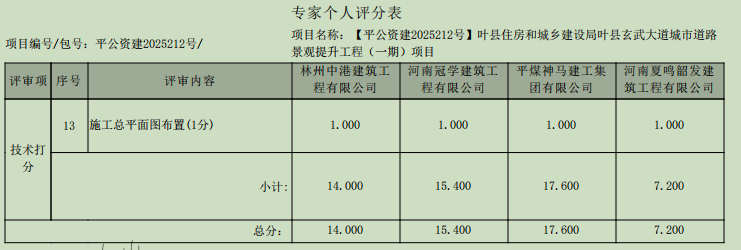 专家个人评分表
项目编号/包号：平公资建2025212号/
项目名称：【平公资建2025212号】叶县住房和城乡建设局叶县玄武大道城市道路
景观提升工程（一期）项目
评审项 序号 评审内容 林州中港建筑工程有限公司 河南冠学建筑工程有限公司 平煤神马建工集团有限公司 河南夏鸣韶发建筑工程有限公司
技术打分 13 施工总平面图布置(1分) 1.000 1.000 1.000 1.000
小计: 14.000 15.400 17.600 7.200
总分: 14.000 15.400 17.600 7.200